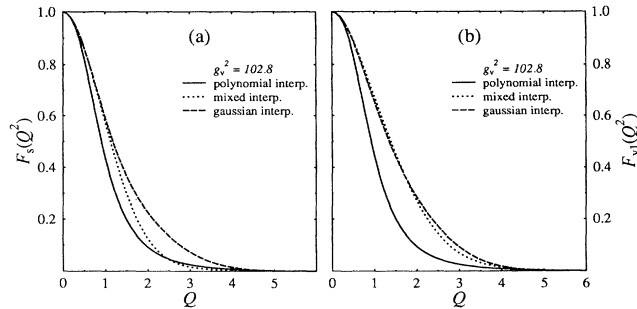 1.0
0.8
0.6
0.4
0.2
F_s(Q^2)
(a)
g_v^2 = 102.8
polynomial interp.
mixed interp.
gaussian interp.
0 1 2 3 4 5
Q
(b)
g_v^2 = 102.8
polynomial interp.
mixed interp.
gaussian interp.
0 1 2 3 4 5 6
Q
1.0
0.8
0.6
0.4
0.2
F_v1(Q^2)